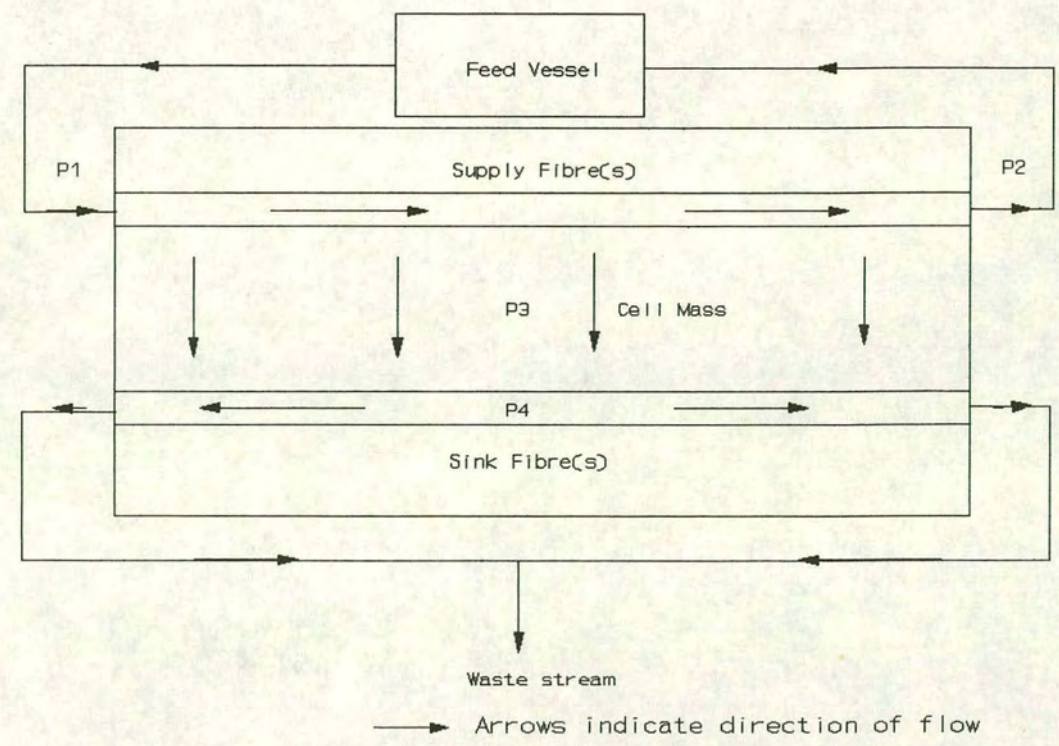 Feed Vessel
P1
Supply Fibre(s)
P2
P3
Cell Mass
P4
Sink Fibre(s)
Waste stream
Arrows indicate direction of flow